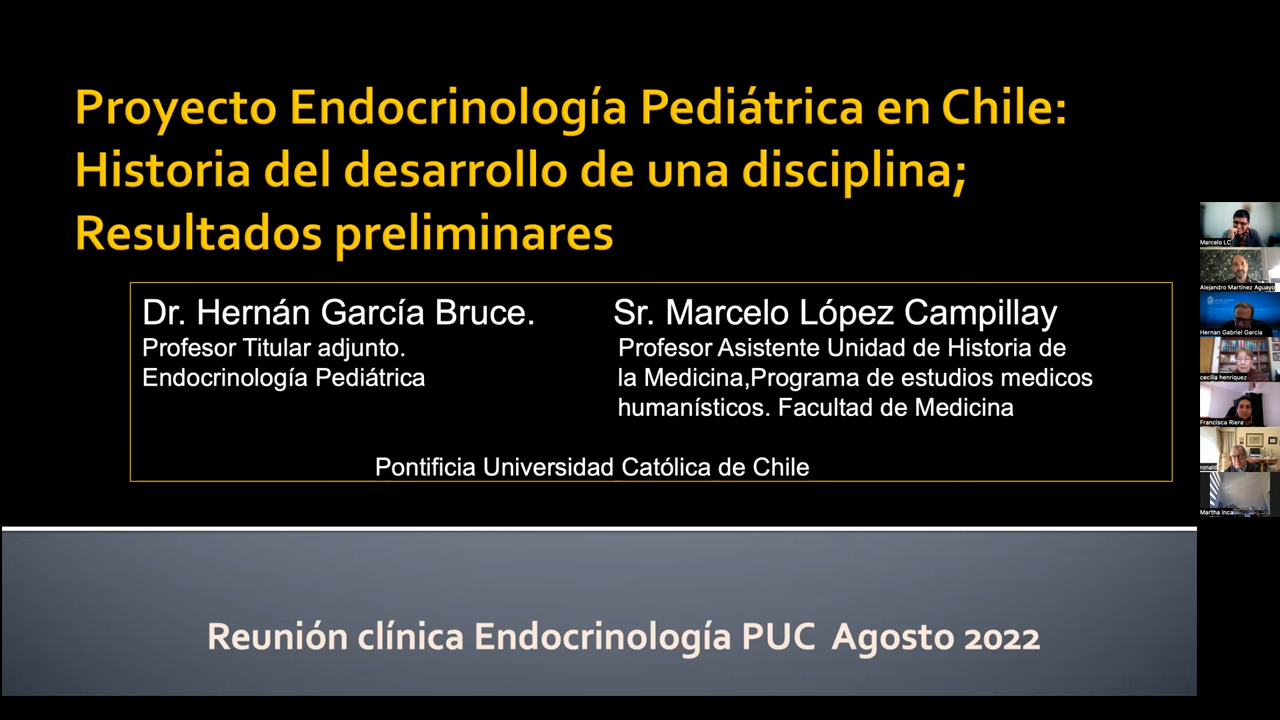 Proyecto Endocrinología Pediátrica en Chile:
Historia del desarrollo de una disciplina;
Resultados preliminares
Dr. Hernán García Bruce.
Profesor Titular adjunto.
Endocrinología Pediátrica
Sr. Marcelo López Campillay
Profesor Asistente Unidad de Historia de
la Medicina,Programa de estudios medicos
humanísticos. Facultad de Medicina
Pontificia Universidad Católica de Chile
Reunión clínica Endocrinología PUC Agosto 2022
Marcelo LC
Alejandro Martínez Aguayo
Hernan Gabriel Garcia
cecilia henriquez
Francisca Riera
ronald
Martha Inca